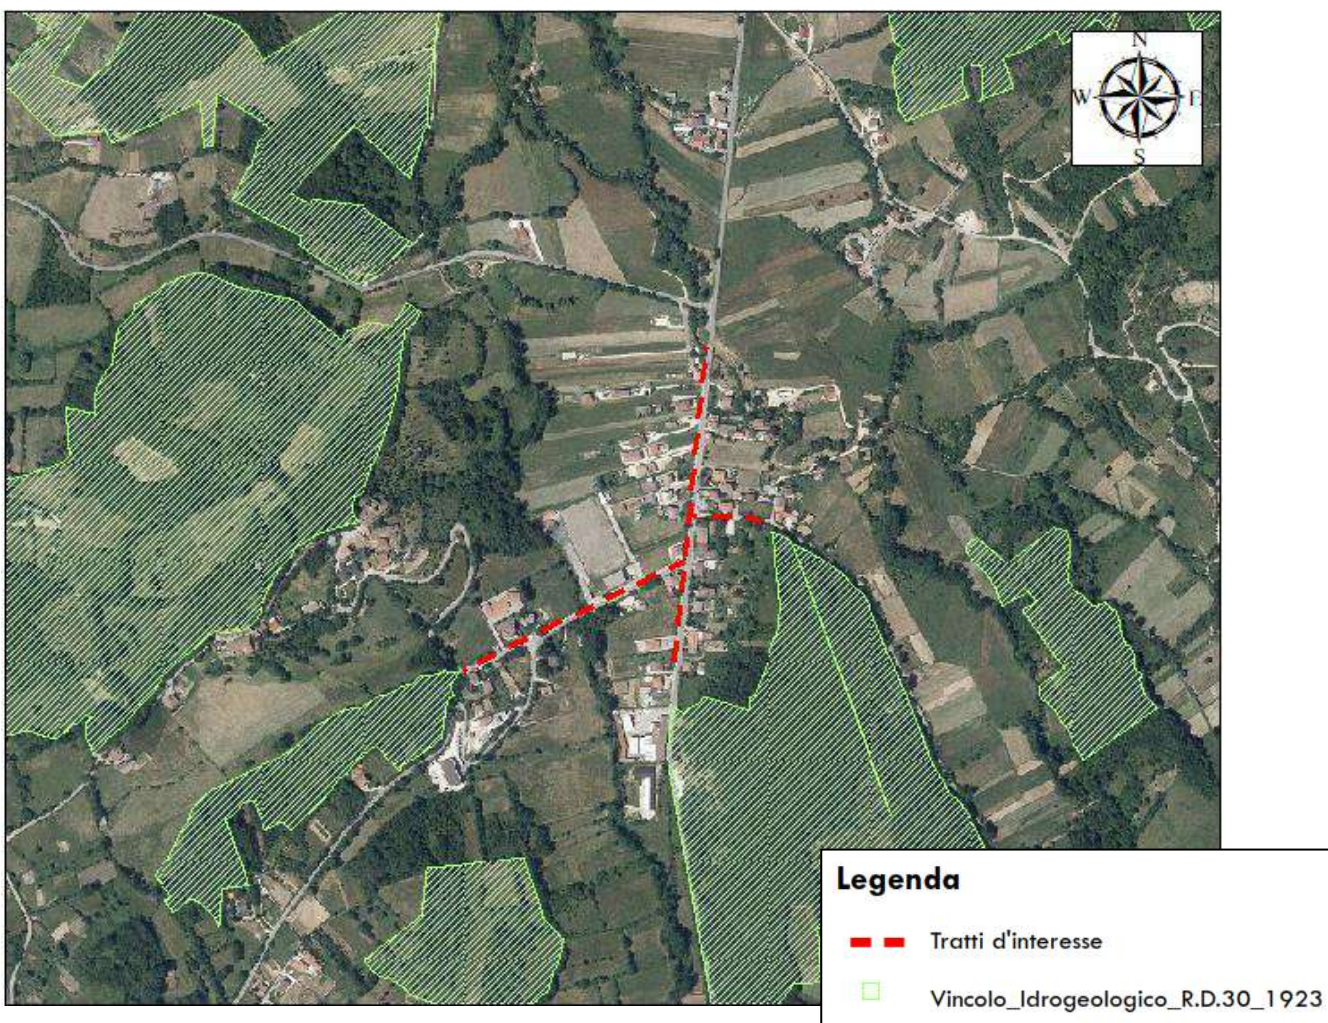 N
W E
S
Legenda
Tratti d'interesse
Vincolo_Idrogeologico_R.D.30_1923